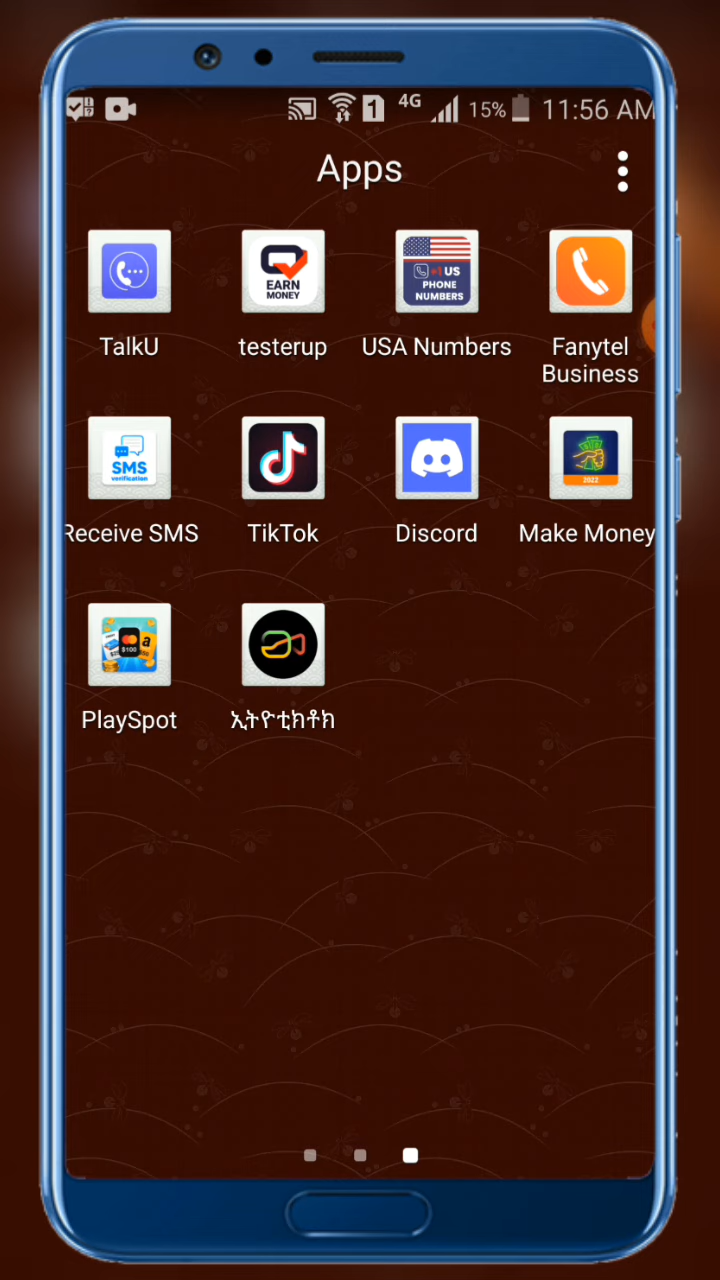 1 4G 15% 11:56 AM
Apps
EARN
MONEY
+1 US
PHONE
NUMBERS
TalkU testerup USA Numbers Fanytel
Business
SMS
verification
2022
Receive SMS TikTok Discord Make Money
$100
a
PlaySpot ኢትዮቲክቶክ